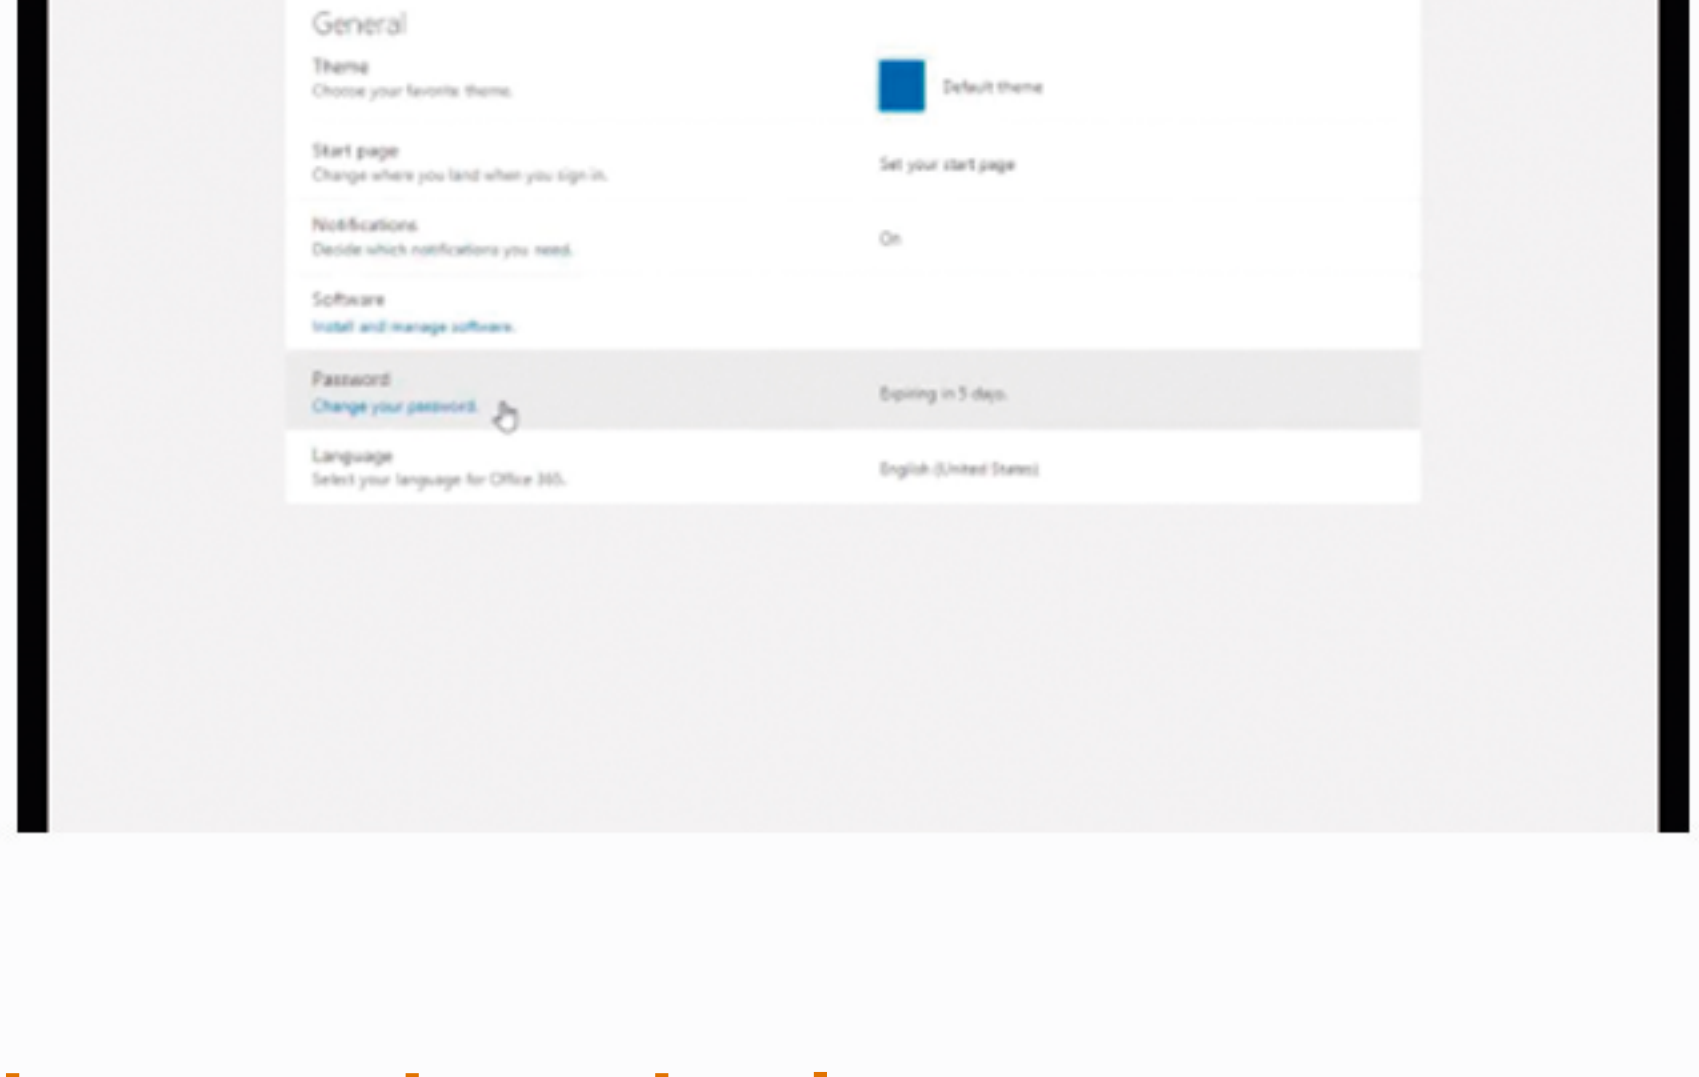 General
Theme
Choose your favorite theme.
Default theme
Start page
Change where you land when you sign in.
Set your start page
Notifications
Decide which notifications you need.
On
Software
Install and manage software.
Password
Change your password.
Expiring in 5 days.
Language
Select your language for Office 365.
English (United States)